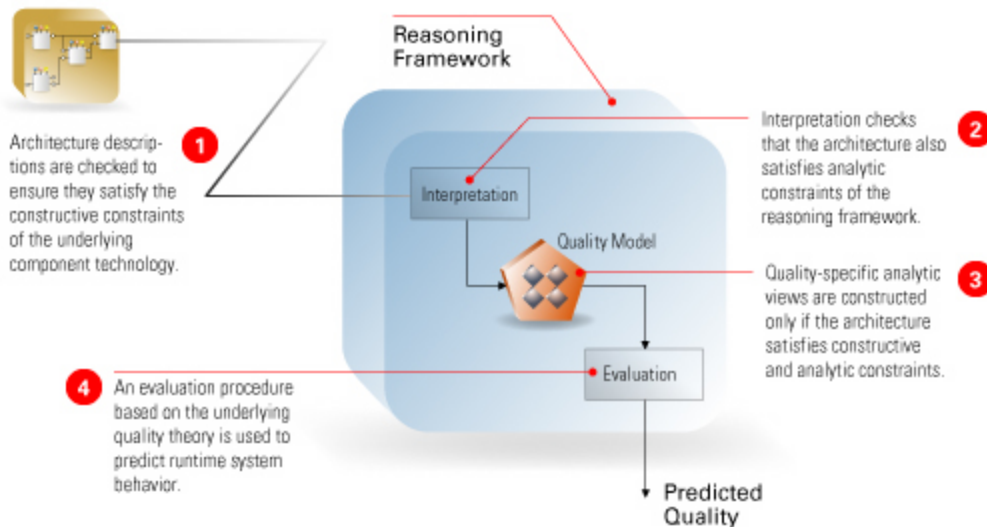 Reasoning
Framework
1
Architecture descrip-
tions are checked to
ensure they satisfy the
constructive constraints
of the underlying
component technology.
Interpretation checks
that the architecture also
satisfies analytic
constraints of the
reasoning framework.
2
Interpretation
Quality Model
Quality-specific analytic
views are constructed
only if the architecture
satisfies constructive
and analytic constraints.
3
4
An evaluation procedure
based on the underlying
quality theory is used to
predict runtime system
behavior.
Evaluation
Predicted
Quality